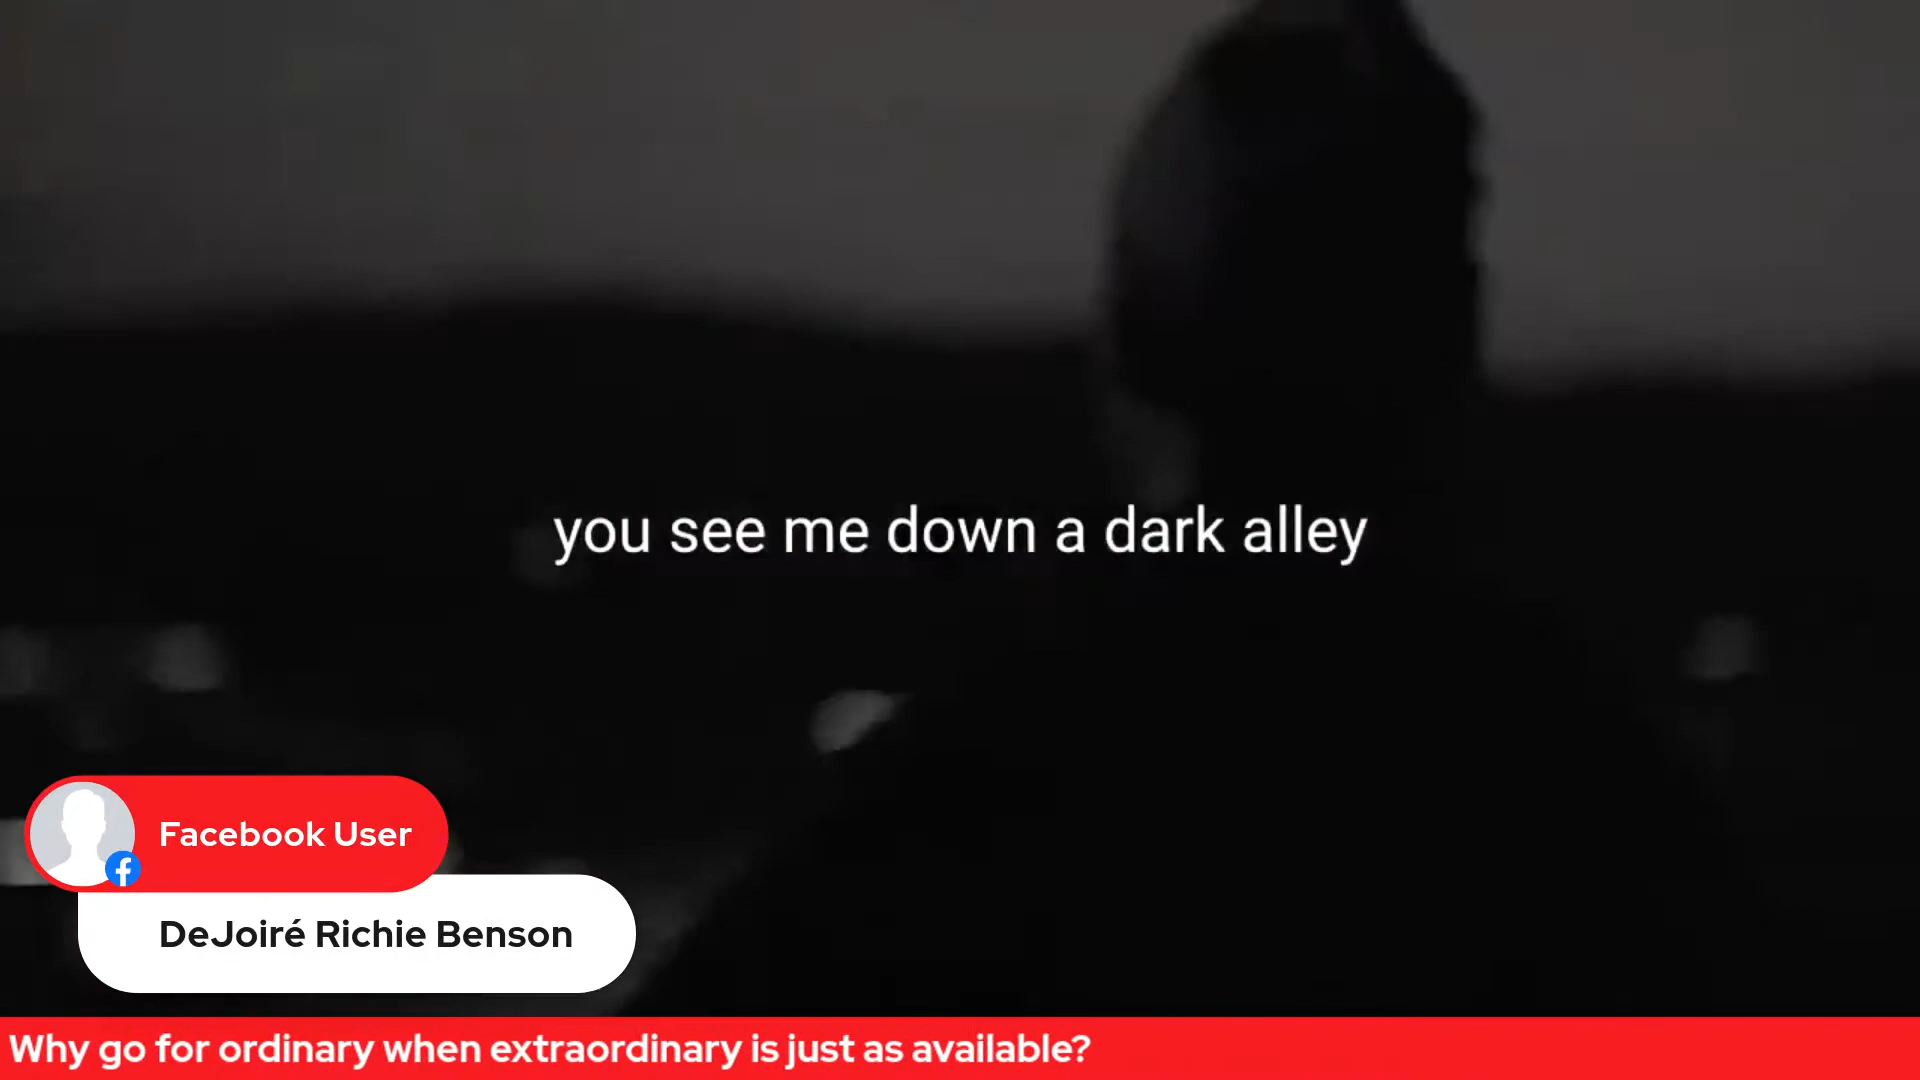 you see me down a dark alley
Facebook User
DeJoiré Richie Benson
Why go for ordinary when extraordinary is just as available?